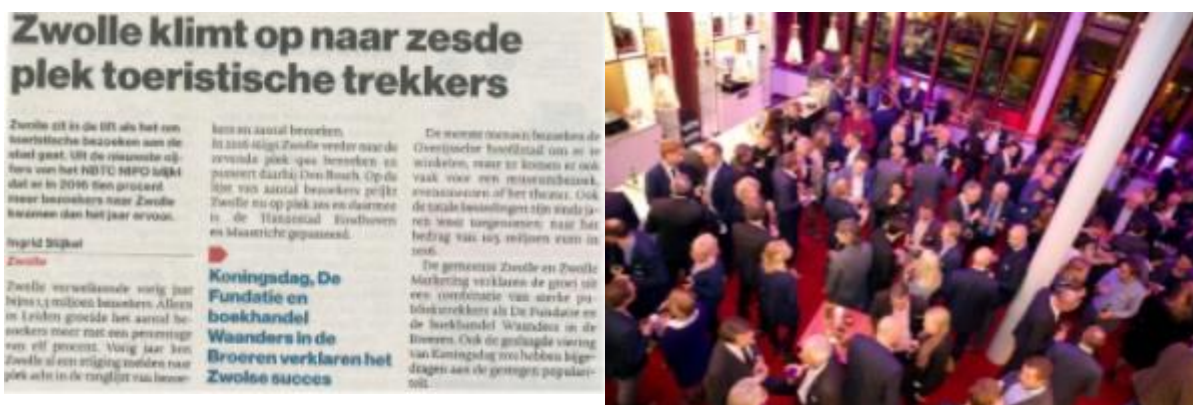 Zwolle klimt op naar zesde
plek toeristische trekkers
Zwolle zit in de lift als het om
toeristische bezoeken aan de
stad gaat. Uit de nieuwste cij-
fers van het NBTC NIPO blijkt
dat er in 2016 tien procent
meer bezoekers naar Zwolle
kwamen dan het jaar ervoor.
Ingrid Stijkel
Zwolle
Zwolle verwelkomde vorig jaar
bijna 1,3 miljoen bezoekers. Alleen
in Leiden groeide het aantal be-
zoekers meer met een percentage
van elf procent. Vorig jaar kon
Zwolle al een stijging melden naar
plek acht in de ranglijst van bezoe-
kers en aantal bezoeken.
In 2016 stijgt Zwolle verder naar de
zevende plek qua bezoeken en
passeert daarbij Den Bosch. Op de
lijst van aantal bezoekers prijkt
Zwolle nu op plek zes en daarmee
is de Hanzestad Eindhoven
en Maastricht gepasseerd.
Koningsdag, De
Fundatie en
boekhandel
Waanders in de
Broeren verklaren het
Zwolse succes
De meeste mensen bezoeken de
Overijsselse hoofdstad om er te
winkelen, maar ze komen er ook
vaak voor een museumbezoek,
evenementen of het theater. Ook
de totale bestedingen zijn sinds ja-
ren weer toegenomen; naar het
bedrag van 105 miljoen euro in
2016.
De gemeente Zwolle en Zwolle
Marketing verklaren de groei uit
een combinatie van sterke pu-
bliekstrekkers als De Fundatie en
de boekhandel Waanders in de
Broeren. Ook de geslaagde viering
van Koningsdag zou hebben bijge-
dragen aan de gestegen populari-
teit.